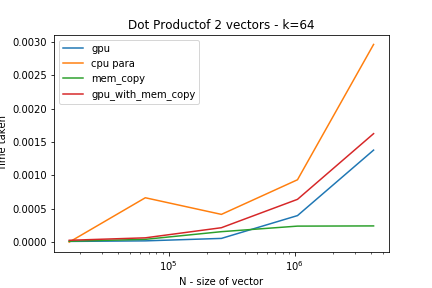 Dot Productof 2 vectors - k=64
gpu
cpu para
mem_copy
gpu_with_mem_copy
0.0030
0.0025
0.0020
0.0015
0.0010
0.0005
0.0000
10^5
10^6
taken
N - size of vector